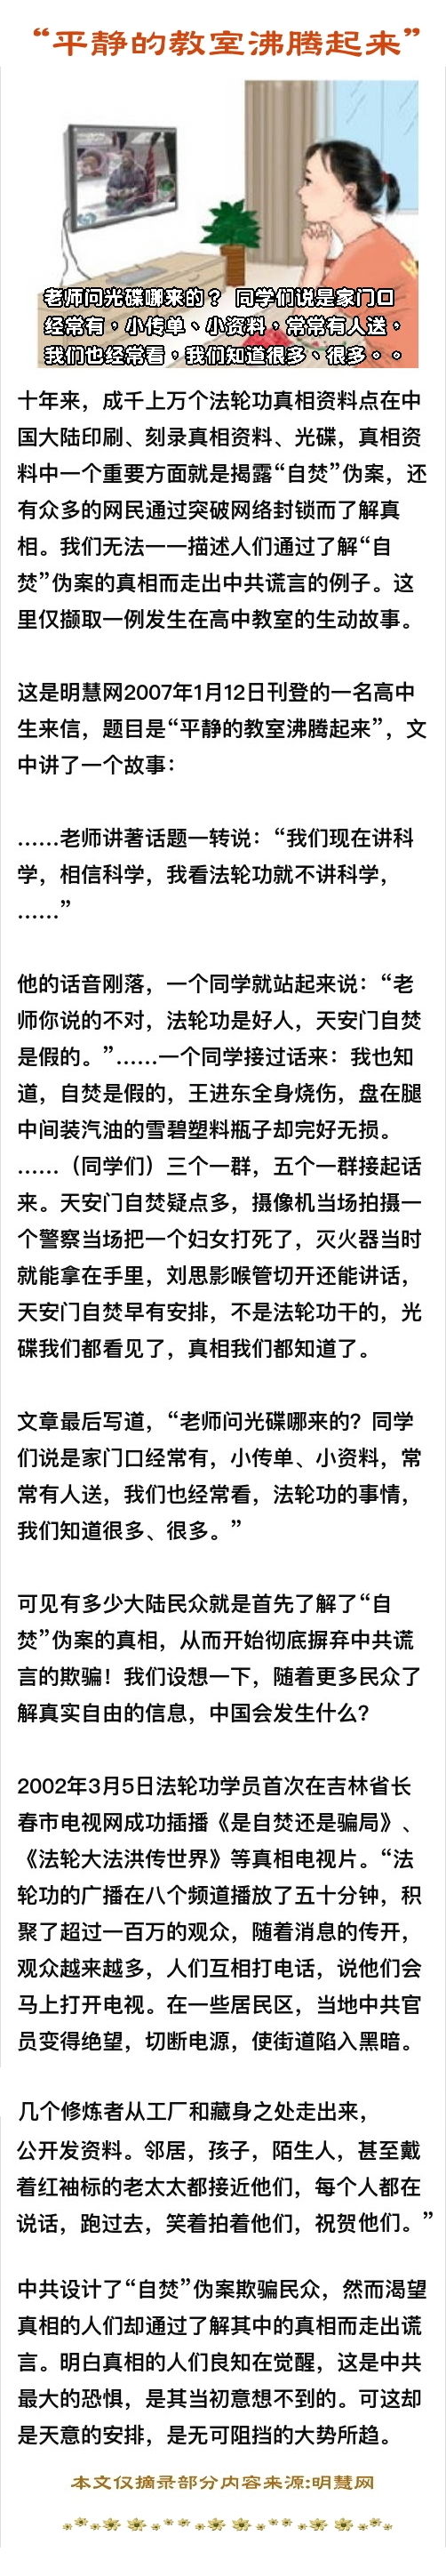 “平静的教室沸腾起来”
老师问光碟哪来的？ 同学们说是家门口
经常有，小传单、小资料，常常有人送，
我们也经常看，我们知道很多、很多。。
十年来，成千上万个法轮功真相资料点在中
国大陆印刷、刻录真相资料、光碟，真相资
料中一个重要方面就是揭露“自焚”伪案，还
有众多的网民通过突破网络封锁而了解真
相。我们无法一一描述人们通过了解“自
焚”伪案的真相而走出中共谎言的例子。这
里仅撷取一例发生在高中教室的生动故事。
这是明慧网2007年1月12日刊登的一名高中
生来信，题目是“平静的教室沸腾起来”，文
中讲了一个故事：
……老师讲著话题一转说：“我们现在讲科
学，相信科学，我看法轮功就不讲科学，
……”
他的话音刚落，一个同学就站起来说：“老
师你说的不对，法轮功是好人，天安门自焚
是假的。”……一个同学接过话来：我也知
道，自焚是假的，王进东全身烧伤，盘在腿
中间装汽油的雪碧塑料瓶子却完好无损。
……（同学们）三个一群，五个一群接起话
来。天安门自焚疑点多，摄像机当场拍摄一
个警察当场把一个妇女打死了，灭火器当时
就能拿在手里，刘思影喉管切开还能讲话，
天安门自焚早有安排，不是法轮功干的，光
碟我们都看见了，真相我们都知道了。
文章最后写道，“老师问光碟哪来的？同学
们说是家门口经常有，小传单、小资料，常
常有人送，我们也经常看，法轮功的事情，
我们知道很多、很多。”
可见有多少大陆民众就是首先了解了“自
焚”伪案的真相，从而开始彻底摒弃中共谎
言的欺骗！我们设想一下，随着更多民众了
解真实自由的信息，中国会发生什么？
2002年3月5日法轮功学员首次在吉林省长
春市电视网成功插播《是自焚还是骗局》、
《法轮大法洪传世界》等真相电视片。“法
轮功的广播在八个频道播放了五十分钟，积
聚了超过一百万的观众，随着消息的传开，
观众越来越多，人们互相打电话，说他们会
马上打开电视。在一些居民区，当地中共官
员变得绝望，切断电源，使街道陷入黑暗。
几个修炼者从工厂和藏身之处走出来，
公开发资料。邻居，孩子，陌生人，甚至戴
着红袖标的老太太都接近他们，每个人都在
说话，跑过去，笑着拍着他们，祝贺他们。”
中共设计了“自焚”伪案欺骗民众，然而渴望
真相的人们却通过了解其中的真相而走出谎
言。明白真相的人们良知在觉醒，这是中共
最大的恐惧，是其当初意想不到的。可这却
是天意的安排，是无可阻挡的大势所趋。
本文仅摘录部分内容来源:明慧网